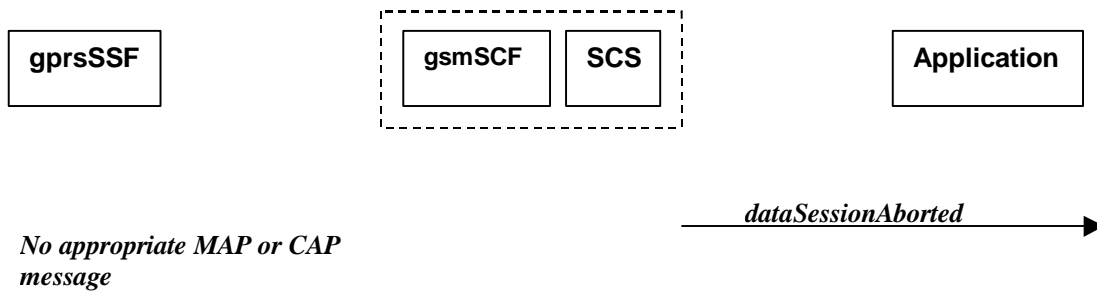 gprsSSF
gsmSCF
SCS
Application
dataSessionAborted
No appropriate MAP or CAP
message